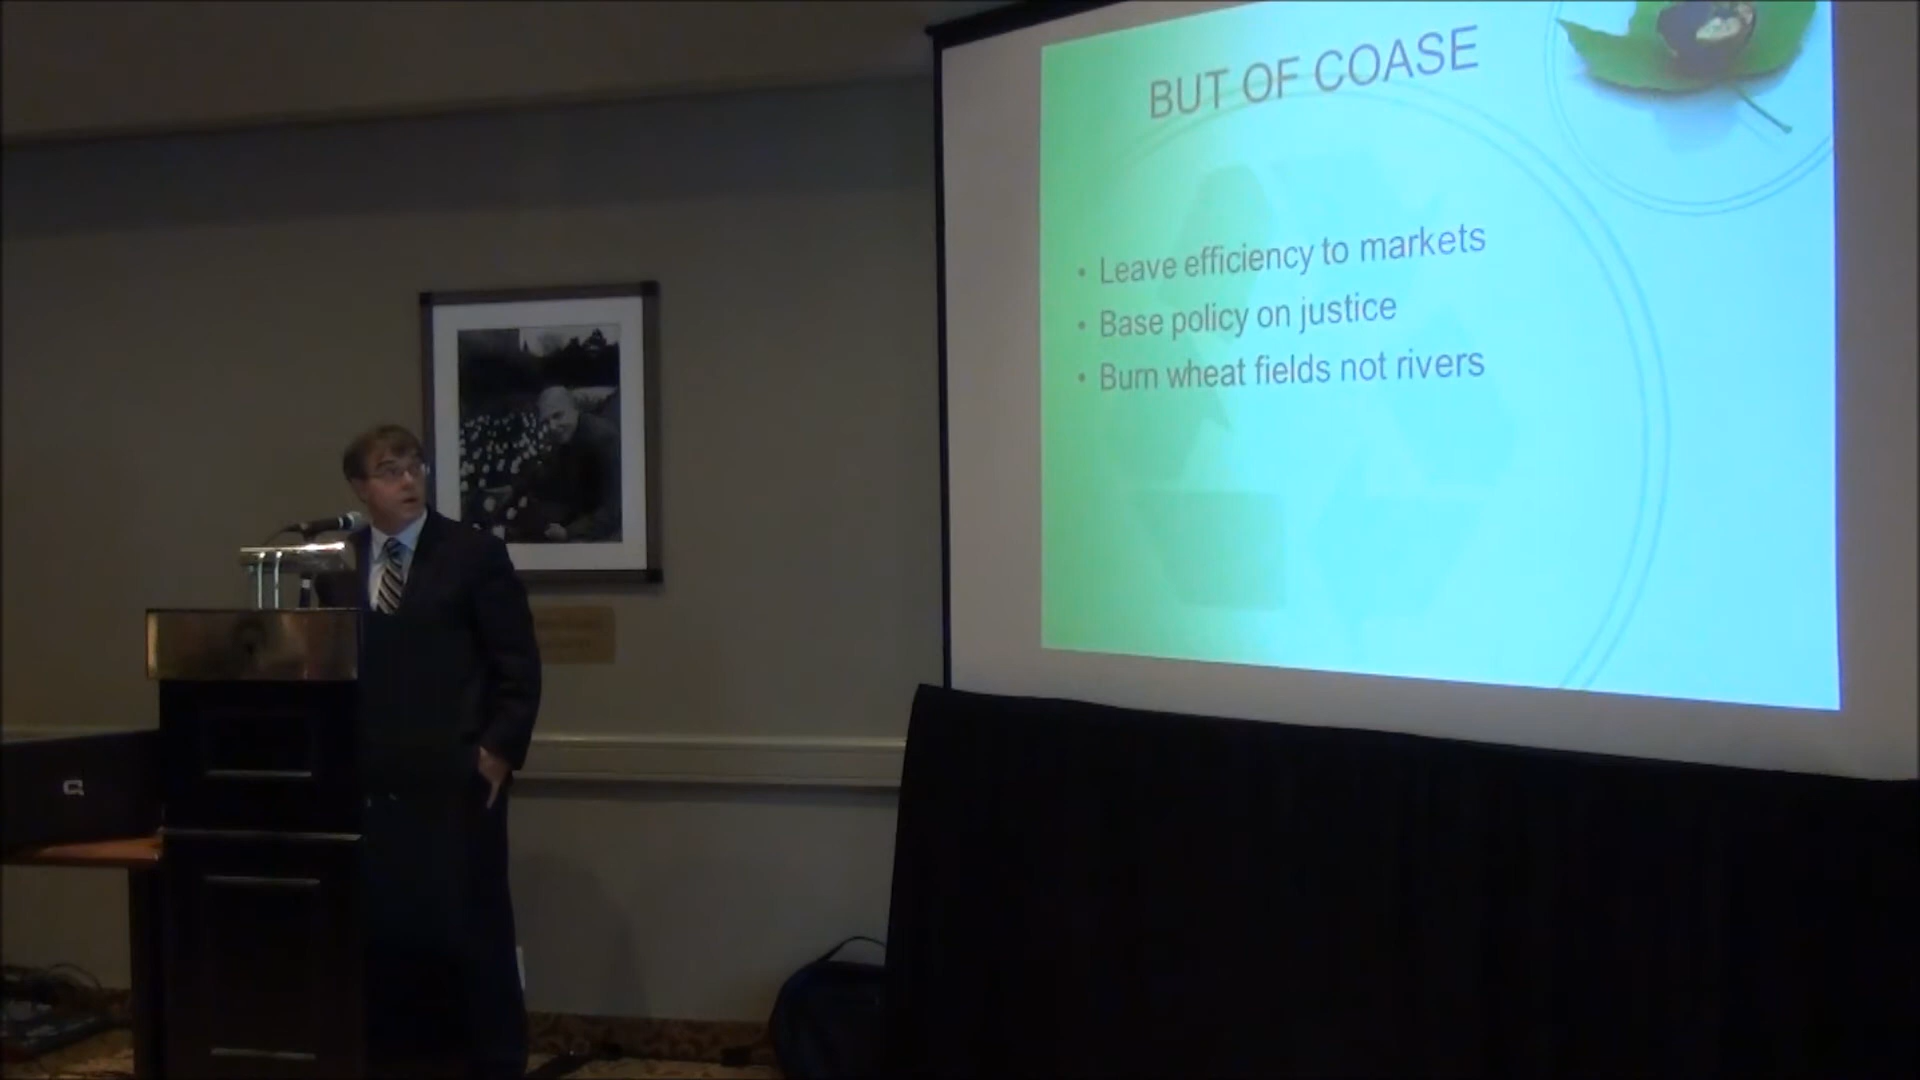 BUT OF COASE
• Leave efficiency to markets
• Base policy on justice
• Burn wheat fields not rivers